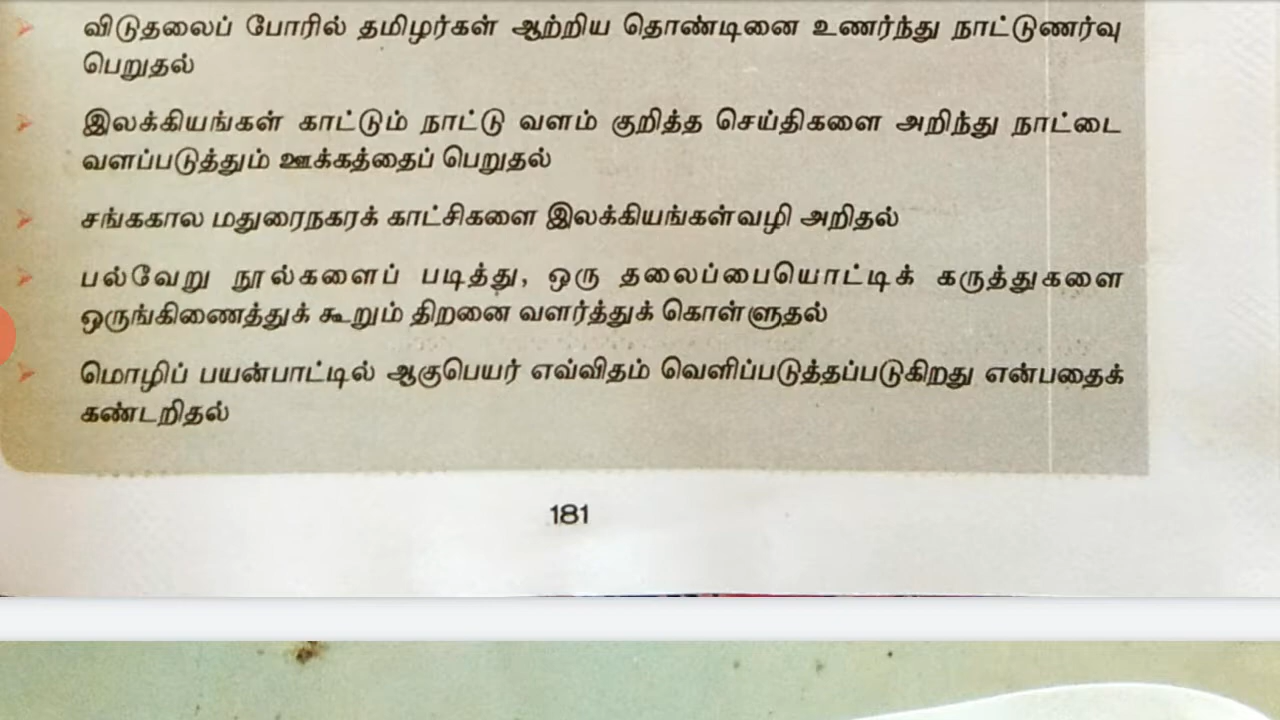 விடுதலைப் போரில் தமிழர்கள் ஆற்றிய தொண்டினை உணர்ந்து நாட்டுணர்வு
பெறுதல்
இலக்கியங்கள் காட்டும் நாட்டு வளம் குறித்த செய்திகளை அறிந்து நாட்டை
வளப்படுத்தும் ஊக்கத்தைப் பெறுதல்
சங்ககால மதுரைநகரக் காட்சிகளை இலக்கியங்கள்வழி அறிதல்
பல்வேறு நூல்களைப் படித்து, ஒரு தலைப்பையொட்டிக் கருத்துகளை
ஒருங்கிணைத்துக் கூறும் திறனை வளர்த்துக் கொள்ளுதல்
மொழிப் பயன்பாட்டில் ஆகுபெயர் எவ்விதம் வெளிப்படுத்தப்படுகிறது என்பதைக்
கண்டறிதல்
181